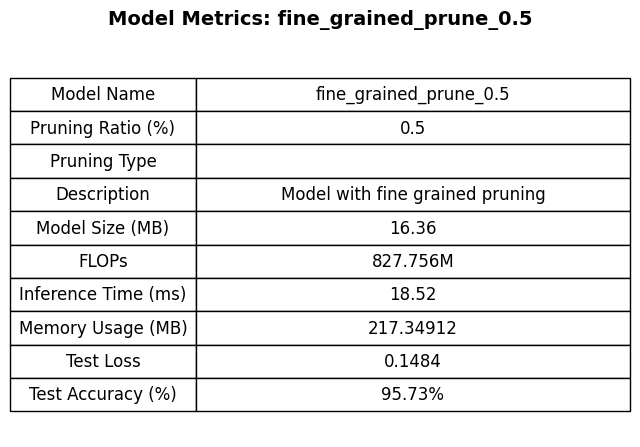 Model Metrics: fine_grained_prune_0.5
Model Name fine_grained_prune_0.5
Pruning Ratio (%) 0.5
Pruning Type
Description Model with fine grained pruning
Model Size (MB) 16.36
FLOPs 827.756M
Inference Time (ms) 18.52
Memory Usage (MB) 217.34912
Test Loss 0.1484
Test Accuracy (%) 95.73%